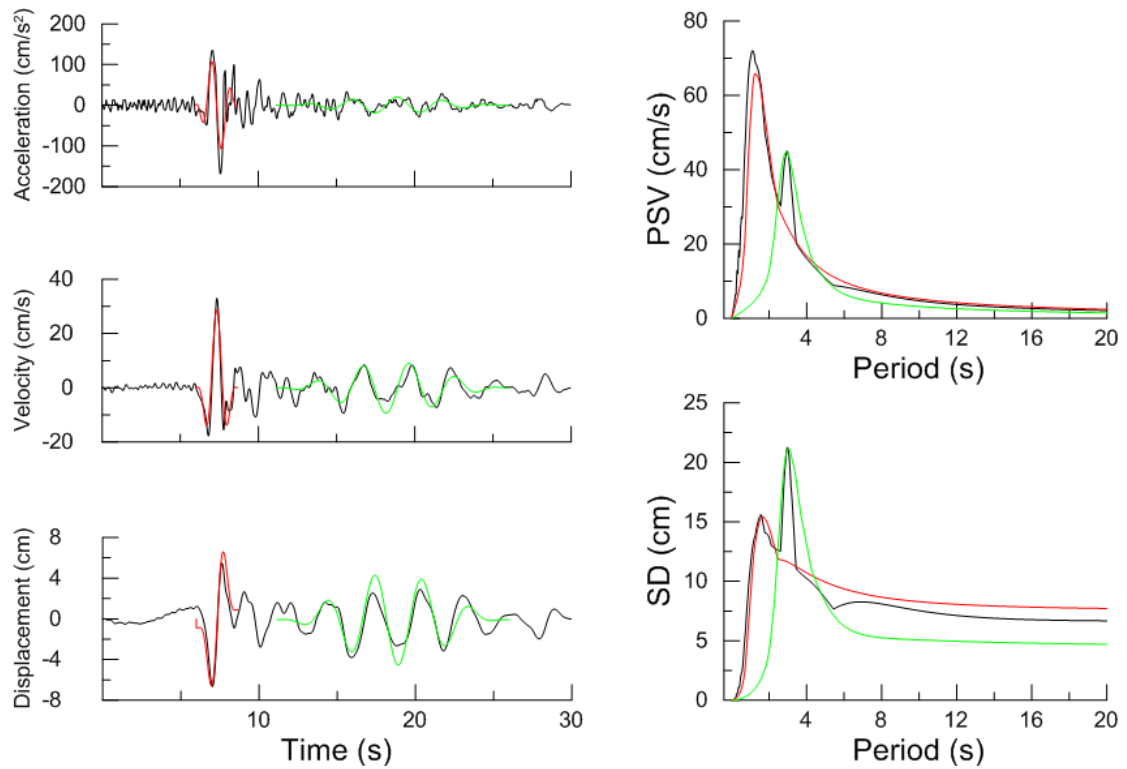 Acceleration (cm/s²)
200
100
0
-100
-200
Velocity (cm/s)
40
20
0
-20
Displacement (cm)
8
4
0
-4
-8
10 20 30
Time (s)
PSV (cm/s)
80
60
40
20
0
4 8 12 16 20
Period (s)
SD (cm)
25
20
15
10
5
0
4 8 12 16 20
Period (s)